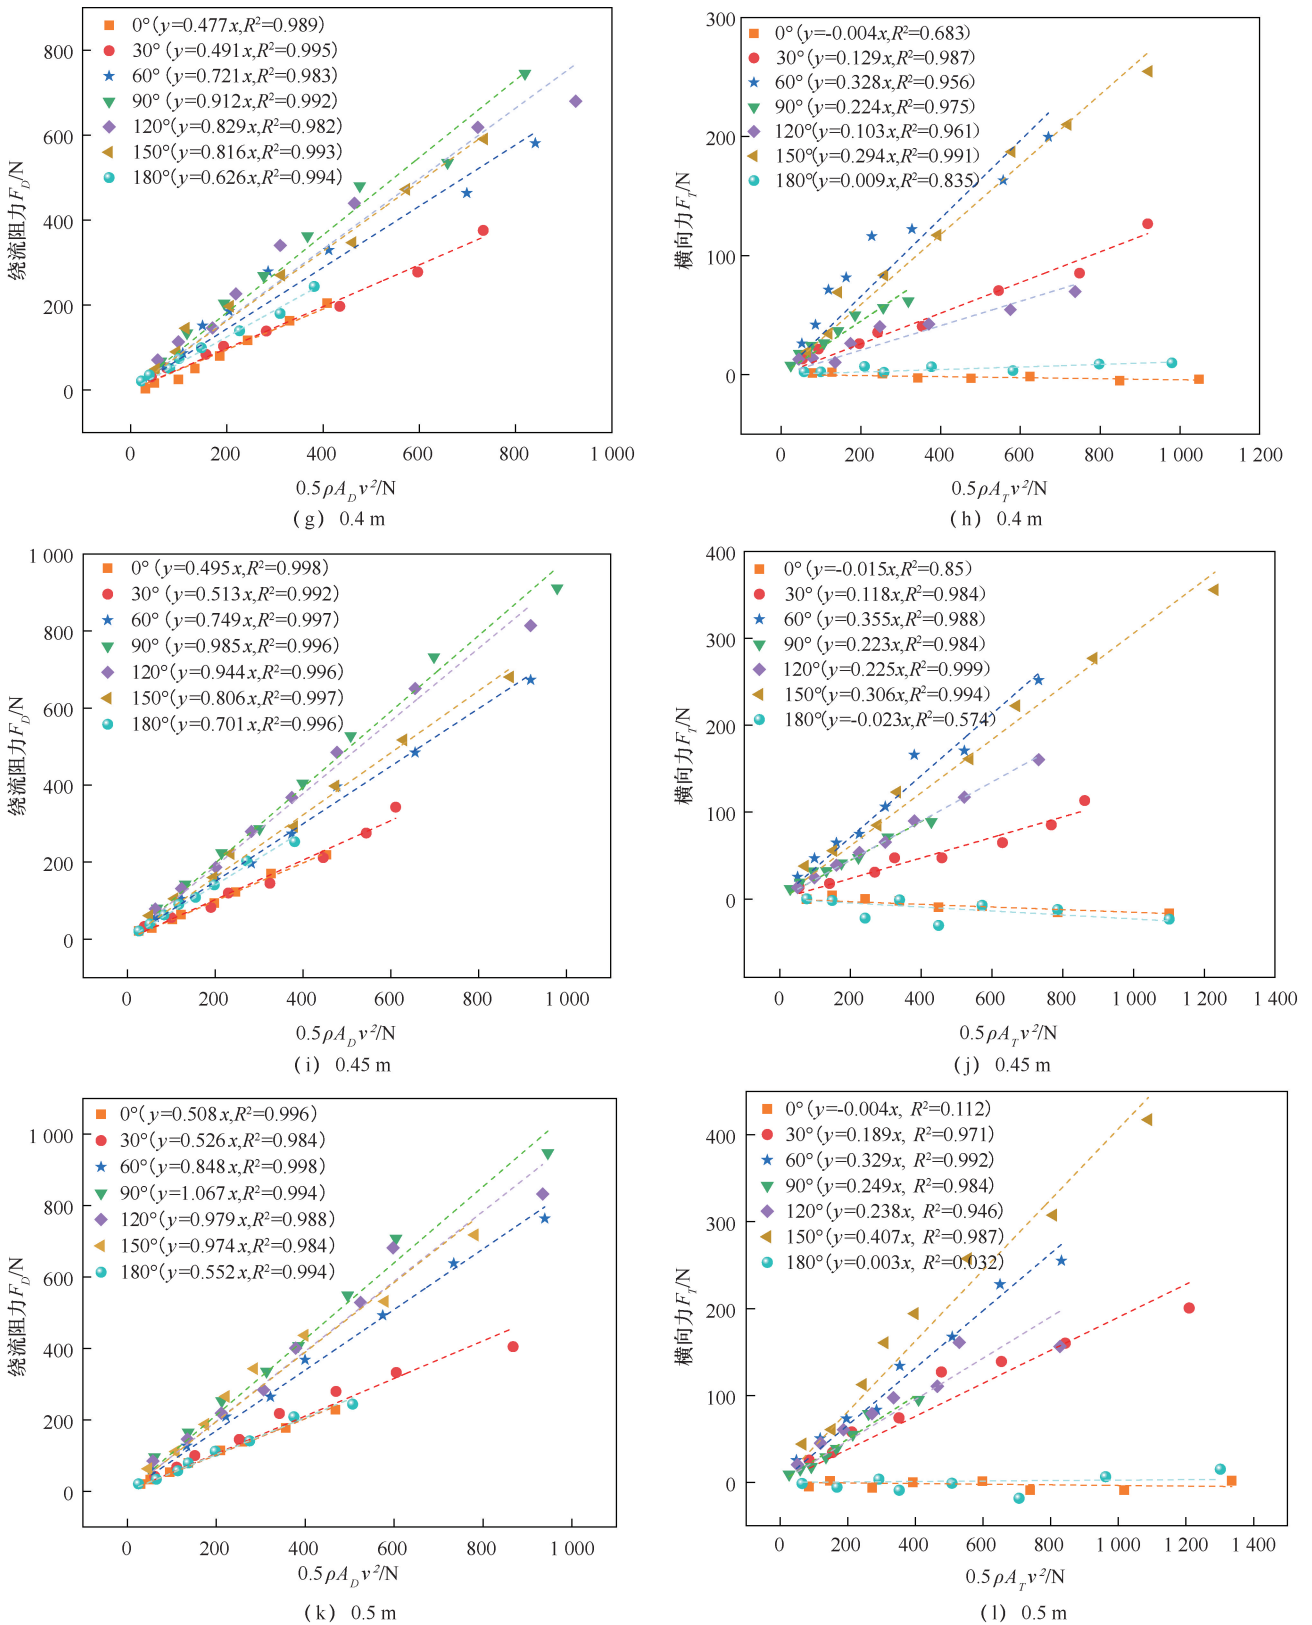 0° (y=0.477x,R²=0.989)
30° (y=0.491x,R²=0.995)
60° (y=0.721x,R²=0.983)
90° (y=0.912x,R²=0.992)
120°(y=0.829x,R²=0.982)
150°(y=0.816x,R²=0.993)
180°(y=0.626x,R²=0.994)
800
600
400
200
0
绕流阻力F_D/N
0 200 400 600 800 1 000
0.5ρA_Dv²/N
(g) 0.4 m
300
200
100
0
横向力F_T/N
0° (y=-0.004x,R²=0.683)
30° (y=0.129x,R²=0.987)
60° (y=0.328x,R²=0.956)
90° (y=0.224x,R²=0.975)
120°(y=0.103x,R²=0.961)
150°(y=0.294x,R²=0.991)
180°(y=0.009x,R²=0.835)
0 200 400 600 800 1 000 1 200
0.5ρA_Tv²/N
(h) 0.4 m
1 000
800
600
400
200
0
绕流阻力F_D/N
0° (y=0.495x,R²=0.998)
30° (y=0.513x,R²=0.992)
60° (y=0.749x,R²=0.997)
90° (y=0.985x,R²=0.996)
120°(y=0.944x,R²=0.996)
150°(y=0.806x,R²=0.997)
180°(y=0.701x,R²=0.996)
0 200 400 600 800 1 000
0.5ρA_Dv²/N
(i) 0.45 m
400
300
200
100
0
横向力F_T/N
0° (y=-0.015x,R²=0.85)
30° (y=0.118x,R²=0.984)
60° (y=0.355x,R²=0.988)
90° (y=0.223x,R²=0.984)
120°(y=0.225x,R²=0.999)
150°(y=0.306x,R²=0.994)
180°(y=-0.023x,R²=0.574)
0 200 400 600 800 1 000 1 200 1 400
0.5ρA_Tv²/N
(j) 0.45 m
1 000
800
600
400
200
0
绕流阻力F_D/N
0°(y=0.508x,R²=0.996)
30°(y=0.526x,R²=0.984)
60°(y=0.848x,R²=0.998)
90°(y=1.067x,R²=0.994)
120°(y=0.979x,R²=0.988)
150°(y=0.974x,R²=0.984)
180°(y=0.552x,R²=0.994)
0 200 400 600 800 1 000
0.5ρA_Dv²/N
(k) 0.5 m
400
300
200
100
0
横向力F_T/N
0°(y=-0.004x, R²=0.112)
30°(y=0.189x, R²=0.971)
60°(y=0.329x, R²=0.992)
90°(y=0.249x, R²=0.984)
120°(y=0.238x, R²=0.946)
150°(y=0.407x, R²=0.987)
180°(y=0.003x, R²=0.032)
0 200 400 600 800 1 000 1 200 1 400
0.5ρA_Tv²/N
(l) 0.5 m